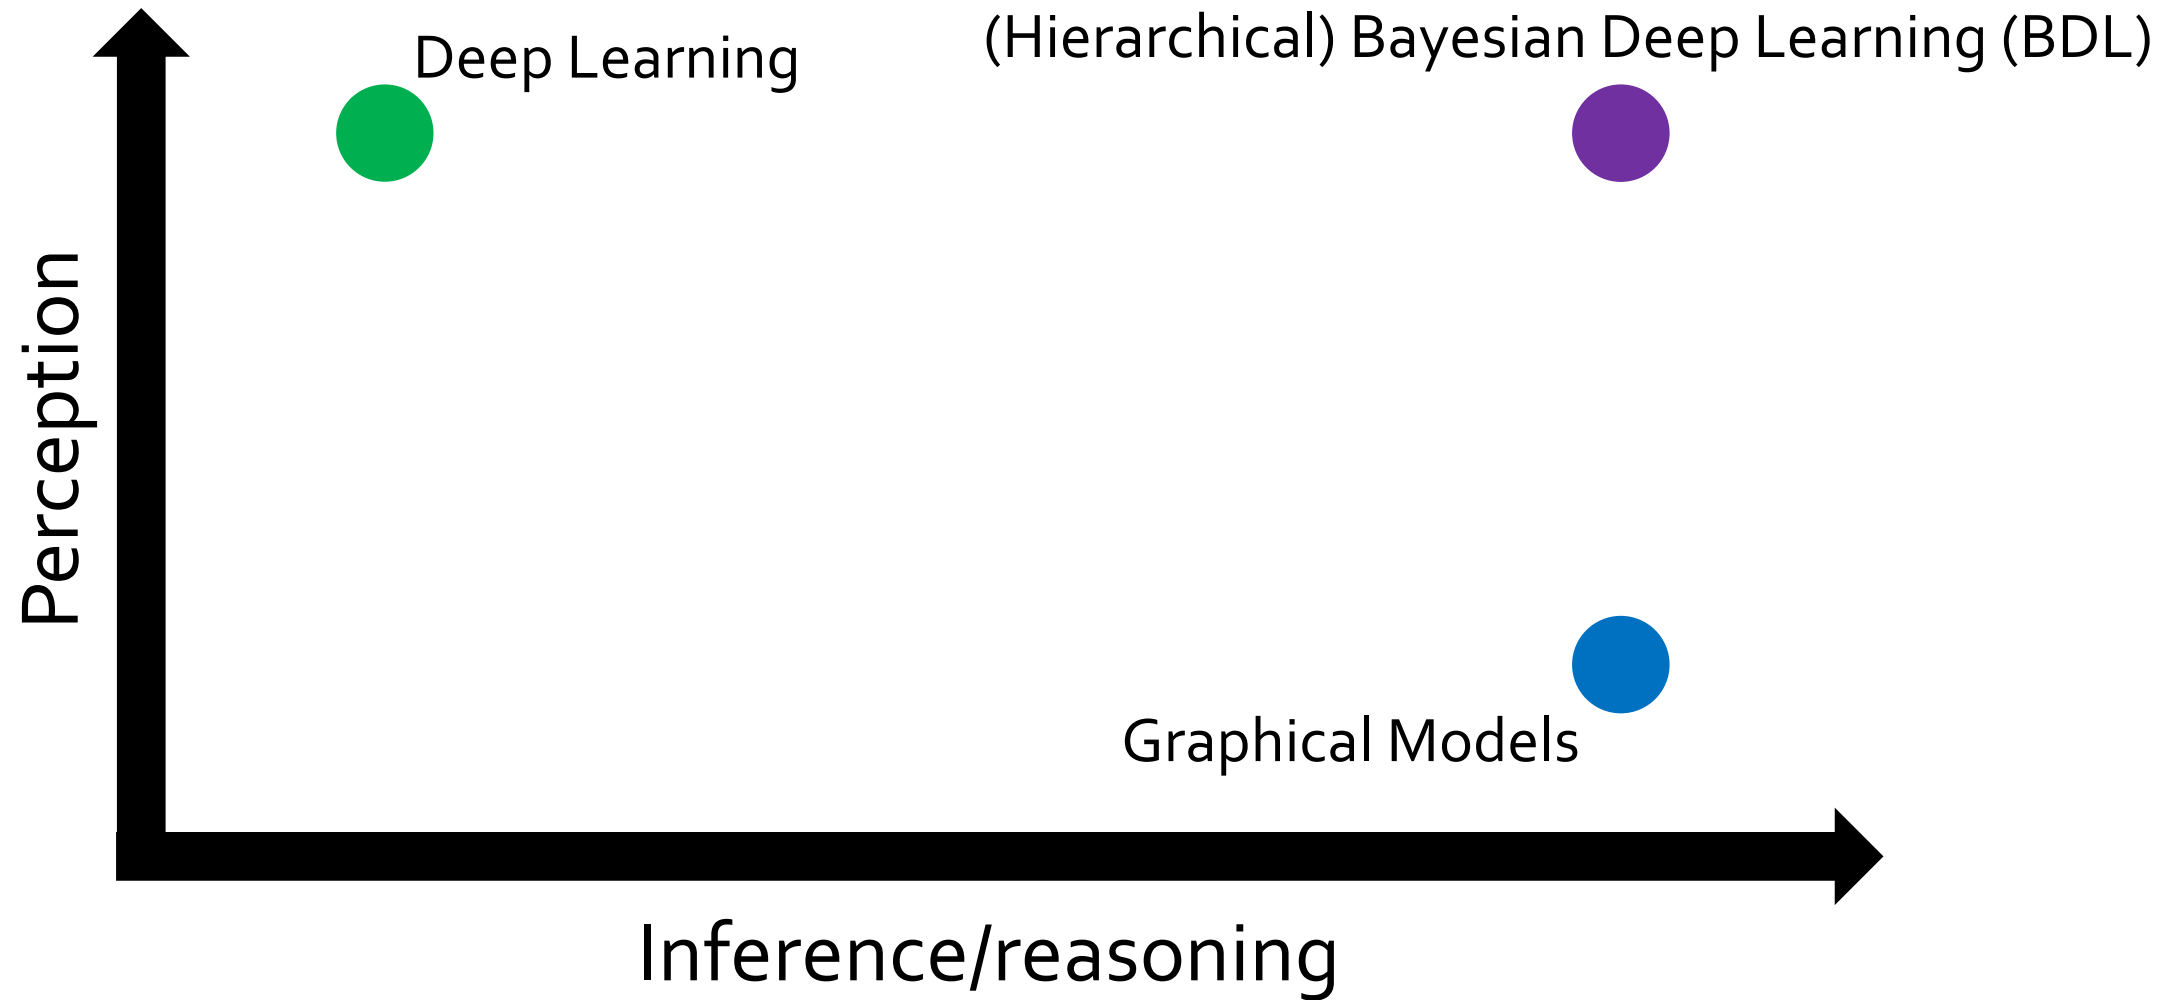 Deep Learning
(Hierarchical) Bayesian Deep Learning (BDL)
Perception
Graphical Models
Inference/reasoning